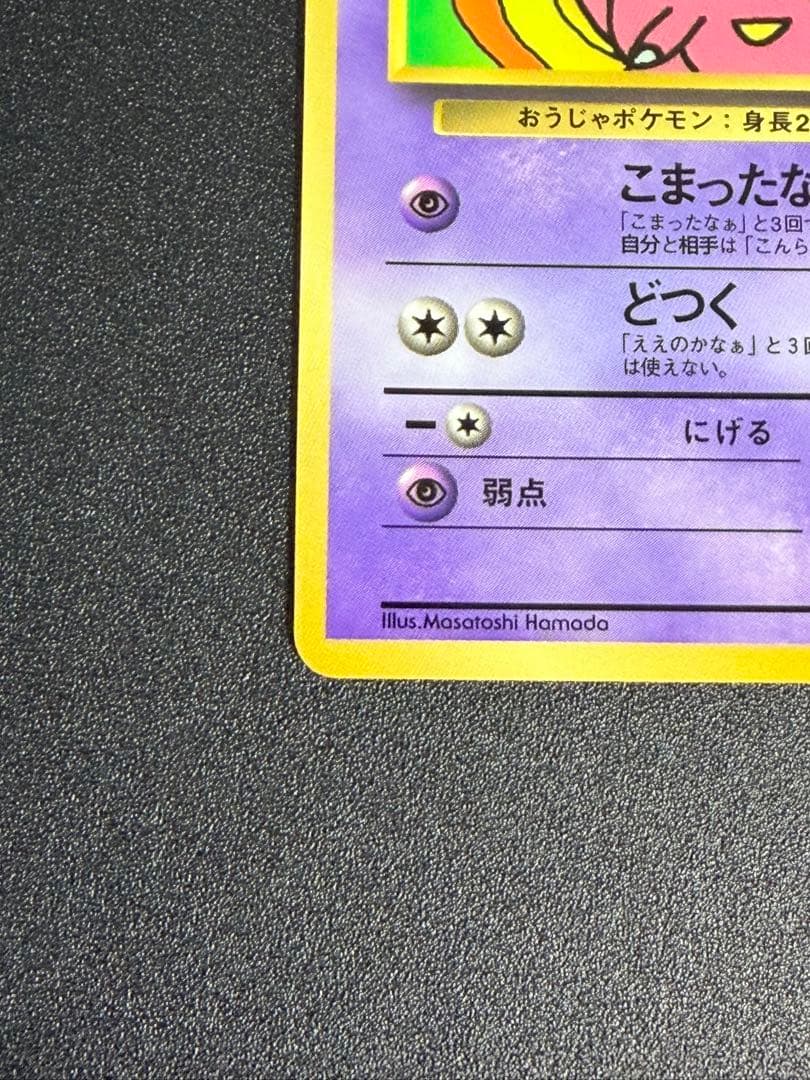 おうじゃポケモン：身長2
こまったな
「こまったなぁ」と3回
自分と相手は「こんら
どつく
「ええのかなぁ」と3回
は使えない。
にげる
弱点
Illus.Masatoshi Hamada